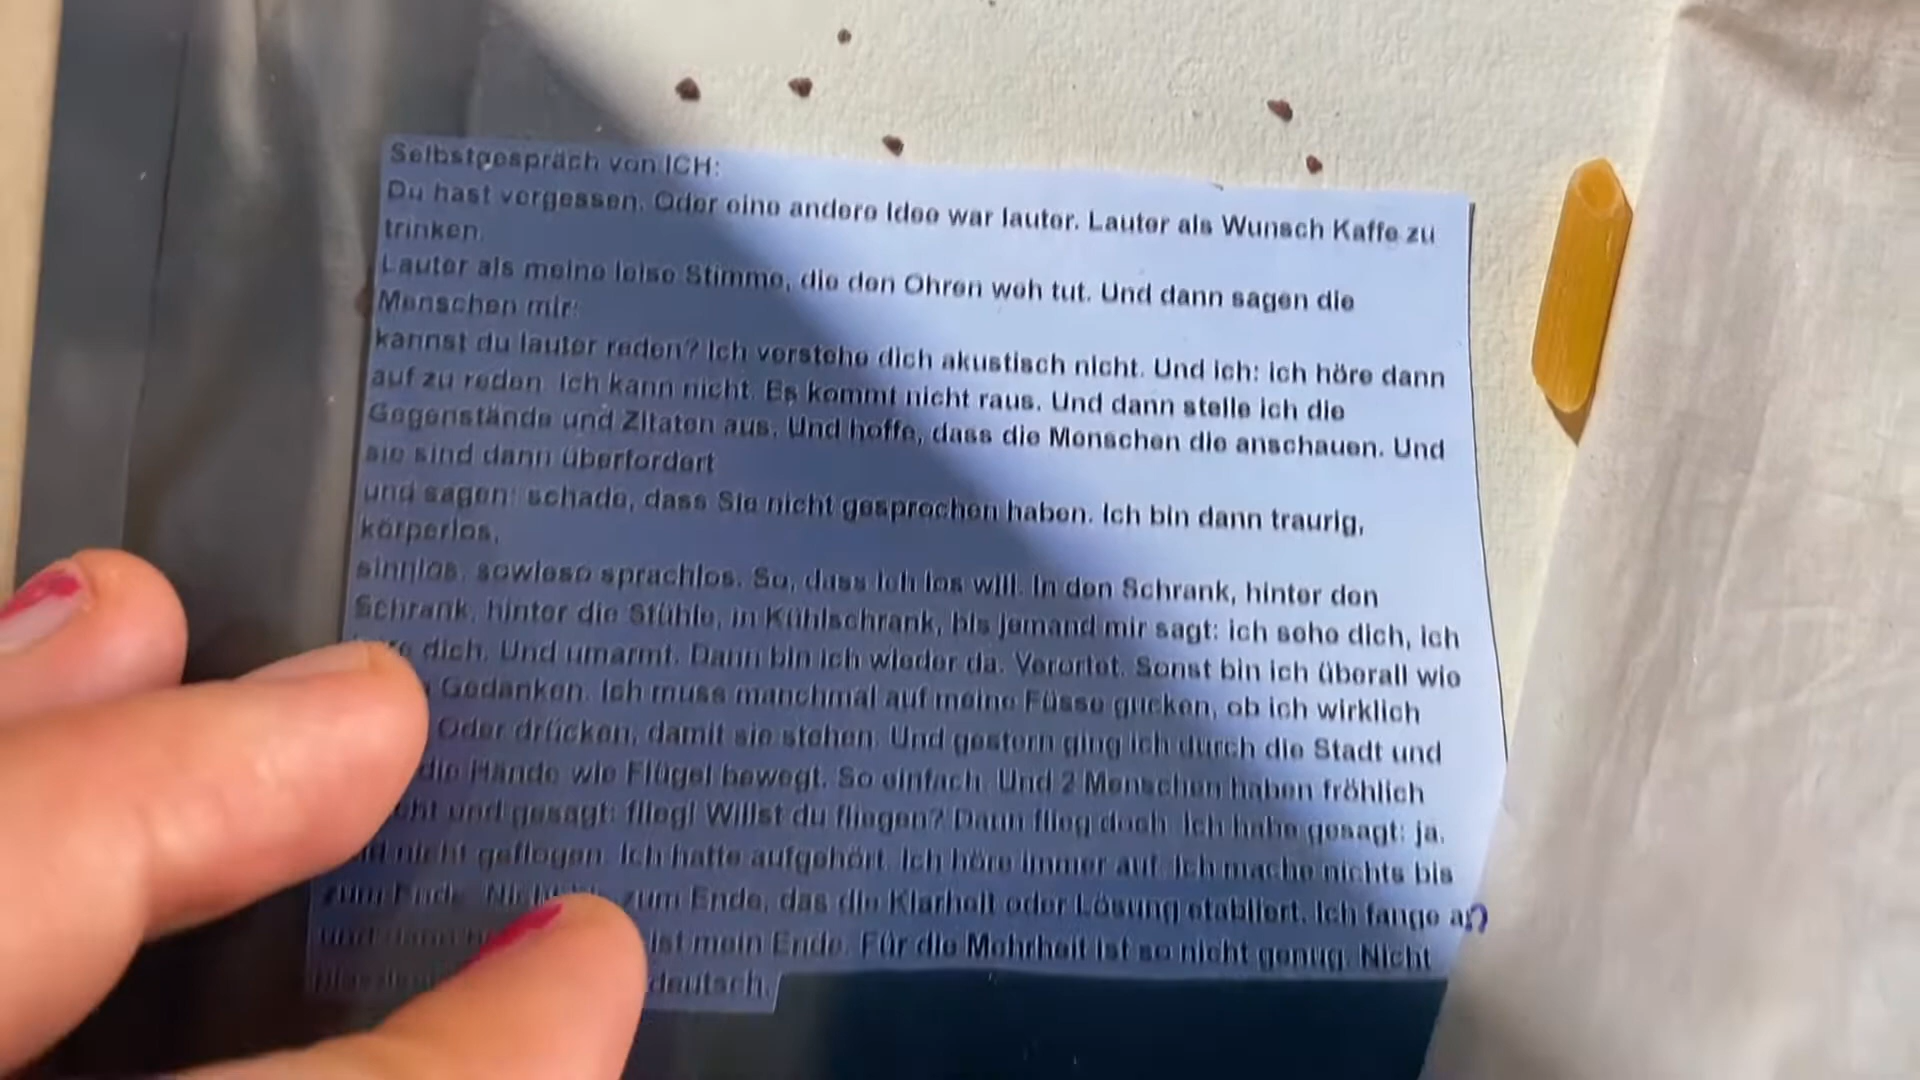 Selbstgespräch von ICH:
Du hast vergessen. Oder eine andere Idee war lauter. Lauter als Wunsch Kaffe zu
trinken.
Lauter als meine leise Stimme, die den Ohren weh tut. Und dann sagen die
Menschen mir:
kannst du lauter reden? Ich verstehe dich akustisch nicht. Und ich: ich höre dann
auf zu reden. Ich kann nicht. Es kommt nicht raus. Und dann stelle ich die
Gegenstände und Zitaten aus. Und hoffe, dass die Menschen die anschauen. Und
sie sind dann überfordert
und sagen: schade, dass Sie nicht gesprochen haben. Ich bin dann traurig,
körperlos,
sinnlos, sowieso sprachlos. So, dass ich los will. In den Schrank, hinter den
Schrank, hinter die Stühle, in Kühlschrank, bis jemand mir sagt: ich sehe dich, ich
dich. Und umarmt. Dann bin ich wieder da. Verortet. Sonst bin ich überall wie
Gedanken. Ich muss manchmal auf meine Füsse gucken, ob ich wirklich
Oder drücken, damit sie stehen. Und gestern ging ich durch die Stadt und
die Hände wie Flügel bewegt. So einfach. Und 2 Menschen haben fröhlich
und gesagt: flieg! Willst du fliegen? Dann flieg doch. Ich habe gesagt: ja.
nicht geflogen. Ich hatte aufgehört. Ich höre immer auf. Ich mache nichts bis
zum Ende. Nicht zum Ende, das die Klarheit oder Lösung etabliert. Ich fange an
und dann ist mein Ende. Für die Mehrheit ist so nicht genug. Nicht
deutsch.